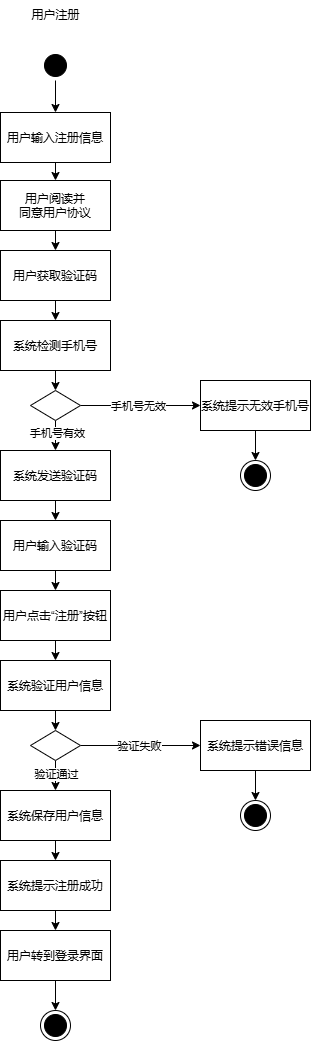 用户注册
用户输入注册信息
用户阅读并
同意用户协议
用户获取验证码
系统检测手机号
手机号无效
系统提示无效手机号
手机号有效
系统发送验证码
用户输入验证码
用户点击“注册”按钮
系统验证用户信息
验证失败
系统提示错误信息
验证通过
系统保存用户信息
系统提示注册成功
用户转到登录界面